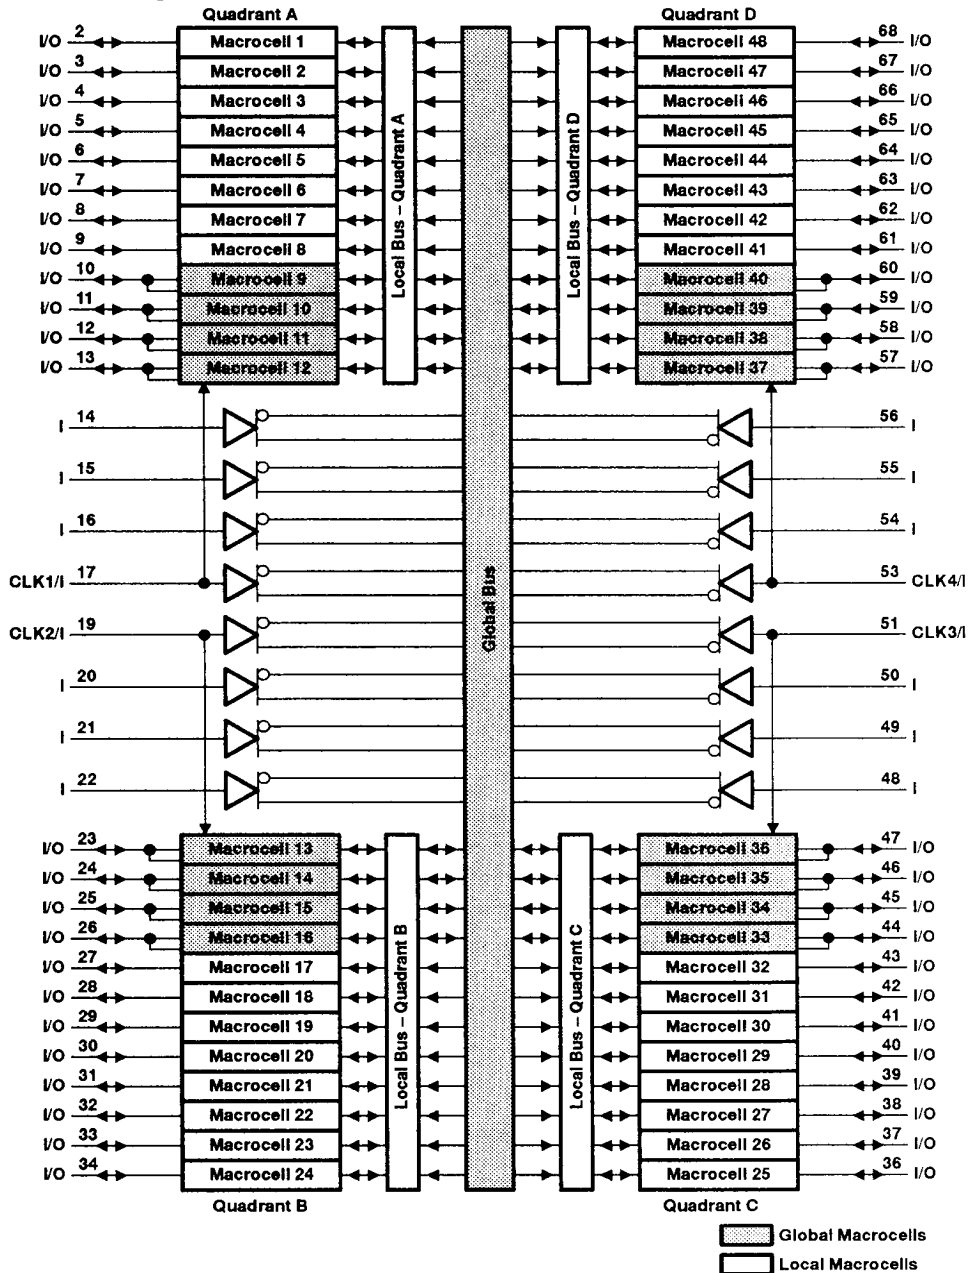 Quadrant A Quadrant D
I/O 2 Macrocell 1 Macrocell 48 68 I/O
I/O 3 Macrocell 2 Macrocell 47 67 I/O
I/O 4 Macrocell 3 Macrocell 46 66 I/O
I/O 5 Macrocell 4 Macrocell 45 65 I/O
I/O 6 Macrocell 5 Macrocell 44 64 I/O
I/O 7 Macrocell 6 Macrocell 43 63 I/O
I/O 8 Macrocell 7 Macrocell 42 62 I/O
I/O 9 Macrocell 8 Macrocell 41 61 I/O
I/O 10 Macrocell 9 Macrocell 40 60 I/O
I/O 11 Macrocell 10 Macrocell 39 59 I/O
I/O 12 Macrocell 11 Macrocell 38 58 I/O
I/O 13 Macrocell 12 Macrocell 37 57 I/O
Local Bus – Quadrant A
Local Bus – Quadrant D
I 14 56 I
I 15 55 I
I 16 54 I
CLK1/I 17 53 CLK4/I
CLK2/I 19 51 CLK3/I
I 20 50 I
I 21 49 I
I 22 48 I
Global Bus
I/O 23 Macrocell 13 Macrocell 36 47 I/O
I/O 24 Macrocell 14 Macrocell 35 46 I/O
I/O 25 Macrocell 15 Macrocell 34 45 I/O
I/O 26 Macrocell 16 Macrocell 33 44 I/O
I/O 27 Macrocell 17 Macrocell 32 43 I/O
I/O 28 Macrocell 18 Macrocell 31 42 I/O
I/O 29 Macrocell 19 Macrocell 30 41 I/O
I/O 30 Macrocell 20 Macrocell 29 40 I/O
I/O 31 Macrocell 21 Macrocell 28 39 I/O
I/O 32 Macrocell 22 Macrocell 27 38 I/O
I/O 33 Macrocell 23 Macrocell 26 37 I/O
I/O 34 Macrocell 24 Macrocell 25 36 I/O
Local Bus – Quadrant B
Local Bus – Quadrant C
Quadrant B Quadrant C
Global Macrocells
Local Macrocells